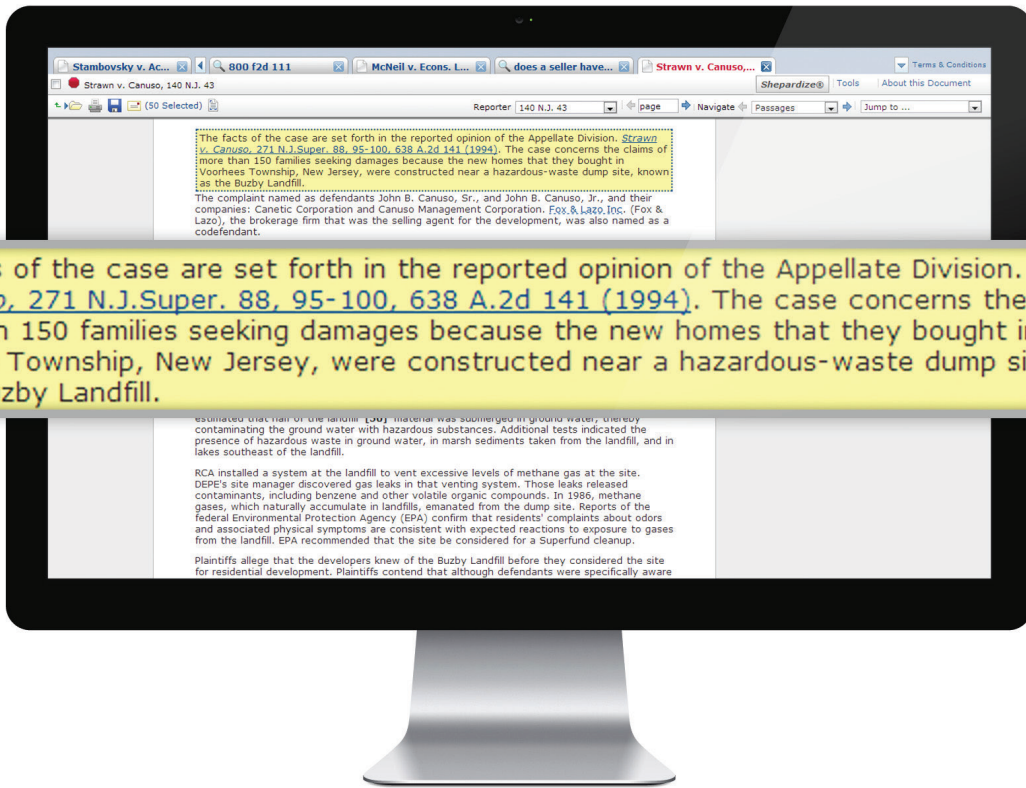 Stambovsky v. Ac... 800 f2d 111 McNeil v. Econs. L... does a seller have... Strawn v. Canuso,... Terms & Conditions
Strawn v. Canuso, 140 N.J. 43 Shepardize® Tools About this Document
(50 Selected) Reporter 140 N.J. 43 page Navigate Passages Jump to ...
The facts of the case are set forth in the reported opinion of the Appellate Division. Strawn
v. Canuso, 271 N.J.Super. 88, 95-100, 638 A.2d 141 (1994). The case concerns the claims of
more than 150 families seeking damages because the new homes that they bought in
Voorhees Township, New Jersey, were constructed near a hazardous-waste dump site, known
as the Buzby Landfill.
The complaint named as defendants John B. Canuso, Sr., and John B. Canuso, Jr., and their
companies: Canetic Corporation and Canuso Management Corporation. Fox & Lazo Inc. (Fox &
Lazo), the brokerage firm that was the selling agent for the development, was also named as a
codefendant.
s of the case are set forth in the reported opinion of the Appellate Division.
o, 271 N.J.Super. 88, 95-100, 638 A.2d 141 (1994). The case concerns the
n 150 families seeking damages because the new homes that they bought in
Township, New Jersey, were constructed near a hazardous-waste dump si
zby Landfill.
estimated that half of the landfill [50] material was submerged in ground water, thereby
contaminating the ground water with hazardous substances. Additional tests indicated the
presence of hazardous waste in ground water, in marsh sediments taken from the landfill, and in
lakes southeast of the landfill.
RCA installed a system at the landfill to vent excessive levels of methane gas at the site.
DEPE's site manager discovered gas leaks in that venting system. Those leaks released
contaminants, including benzene and other volatile organic compounds. In 1986, methane
gases, which naturally accumulate in landfills, emanated from the dump site. Reports of the
federal Environmental Protection Agency (EPA) confirm that residents' complaints about odors
and associated physical symptoms are consistent with expected reactions to exposure to gases
from the landfill. EPA recommended that the site be considered for a Superfund cleanup.
Plaintiffs allege that the developers knew of the Buzby Landfill before they considered the site
for residential development. Plaintiffs contend that although defendants were specifically aware